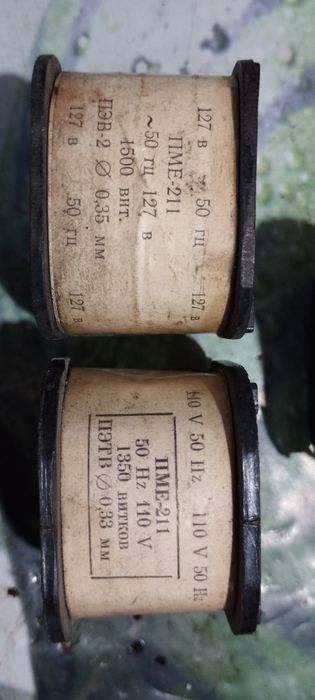 127 в 50 гц 127 в
ПМЕ-211
~50 гц 127 в
1500 вит.
ПЭВ-2 ∅ 0,35 мм
127 в 50 гц 127 в
110 V 50 Hz 110 V 50 Hz
ПМЕ-211
50 Hz 110 V
1350 витков
ПЭТВ ∅ 0,33 мм